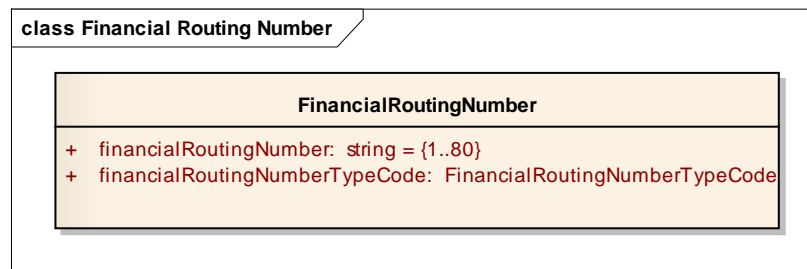 class Financial Routing Number
FinancialRoutingNumber
+ financialRoutingNumber: string = {1..80}
+ financialRoutingNumberTypeCode: FinancialRoutingNumberTypeCode